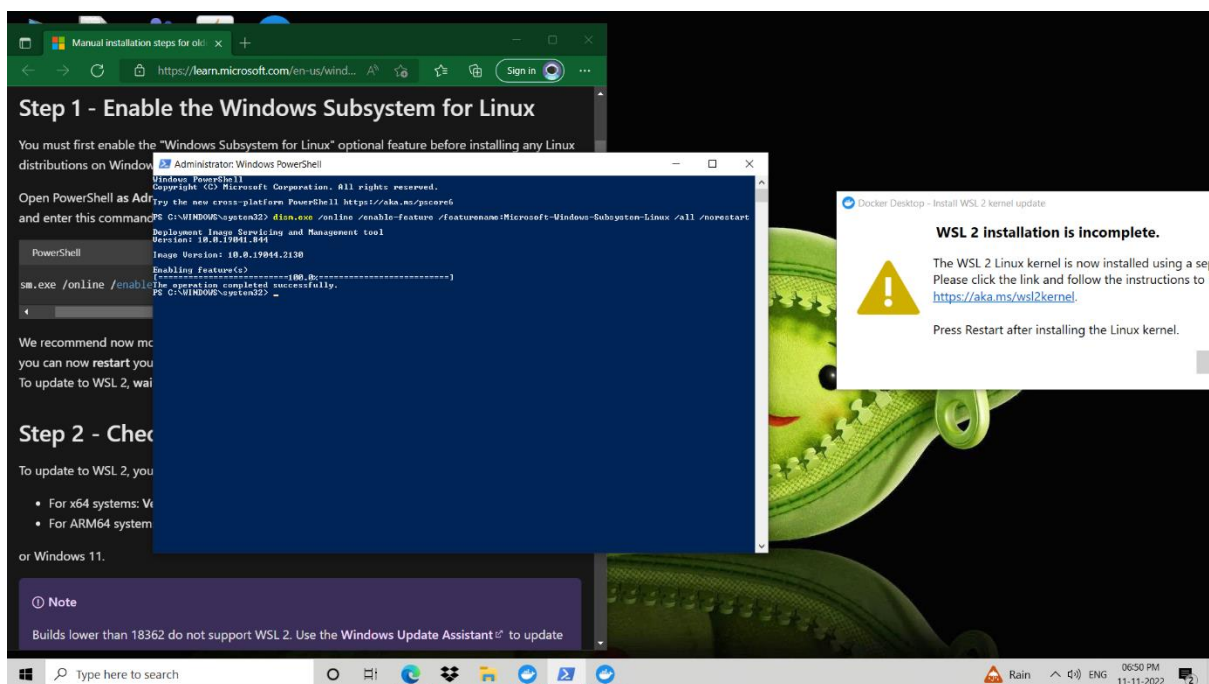 Manual installation steps for old
https://learn.microsoft.com/en-us/wind...
Sign in
Step 1 - Enable the Windows Subsystem for Linux
You must first enable the "Windows Subsystem for Linux" optional feature before installing any Linux
distributions on Window
Open PowerShell as Adr
and enter this command
PowerShell
sm.exe /online /enable
We recommend now mo
you can now restart you
To update to WSL 2, wai
Step 2 - Chec
To update to WSL 2, you
For x64 systems: Ve
For ARM64 system
or Windows 11.
Note
Builds lower than 18362 do not support WSL 2. Use the Windows Update Assistant to update
Administrator: Windows PowerShell
Windows PowerShell
Copyright (C) Microsoft Corporation. All rights reserved.
Try the new cross-platform PowerShell https://aka.ms/pscore6
PS C:\WINDOWS\system32> dism.exe /online /enable-feature /featurename:Microsoft-Windows-Subsystem-Linux /all /norestart
Deployment Image Servicing and Management tool
Version: 10.0.19041.844
Image Version: 10.0.19044.2130
Enabling feature(s)
[==========================100.0%==========================]
The operation completed successfully.
PS C:\WINDOWS\system32> _
Docker Desktop - Install WSL 2 kernel update
WSL 2 installation is incomplete.
The WSL 2 Linux kernel is now installed using a se
Please click the link and follow the instructions to
https://aka.ms/wsl2kernel.
Press Restart after installing the Linux kernel.
Type here to search
Rain
ENG
06:50 PM
11-11-2022
2